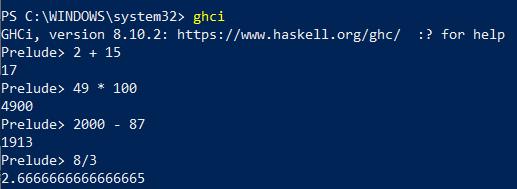 PS C:\WINDOWS\system32> ghci
GHCi, version 8.10.2: https://www.haskell.org/ghc/  :? for help
Prelude> 2 + 15
17
Prelude> 49 * 100
4900
Prelude> 2000 - 87
1913
Prelude> 8/3
2.6666666666666665